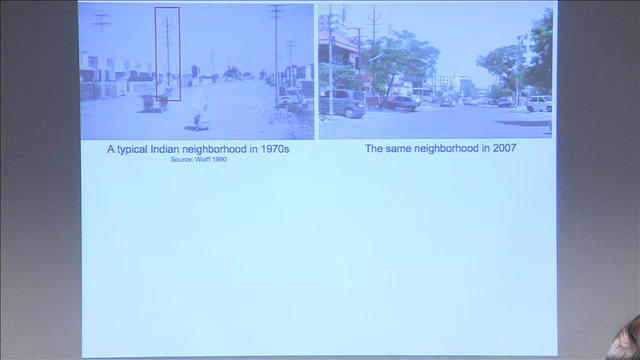 A typical Indian neighborhood in 1970s
Source: Wolff 1990
The same neighborhood in 2007